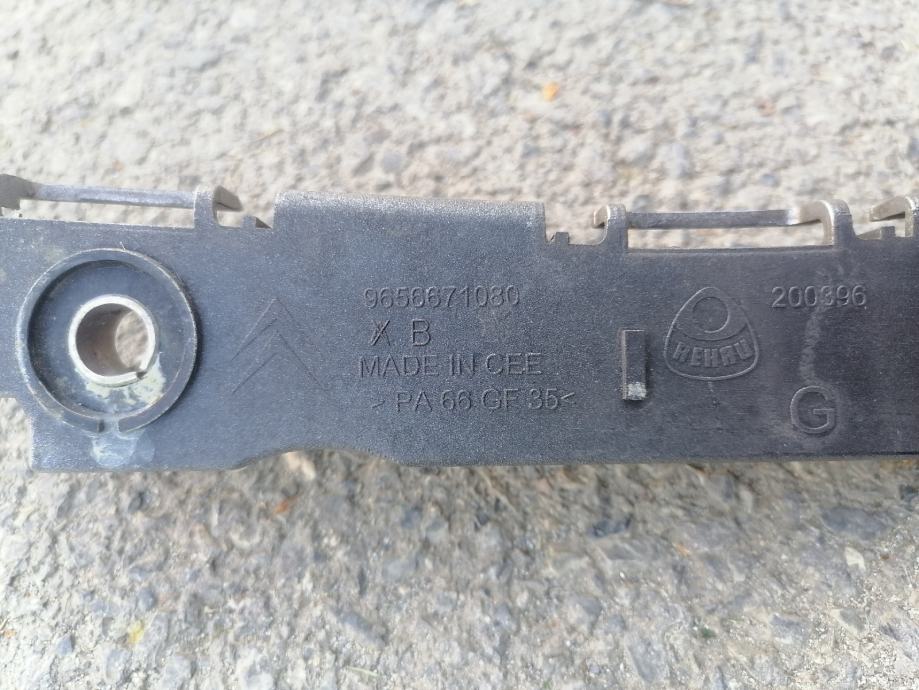 9656671080
X B
MADE IN CEE
> PA 66 GF 35<
REHAU
200396
G